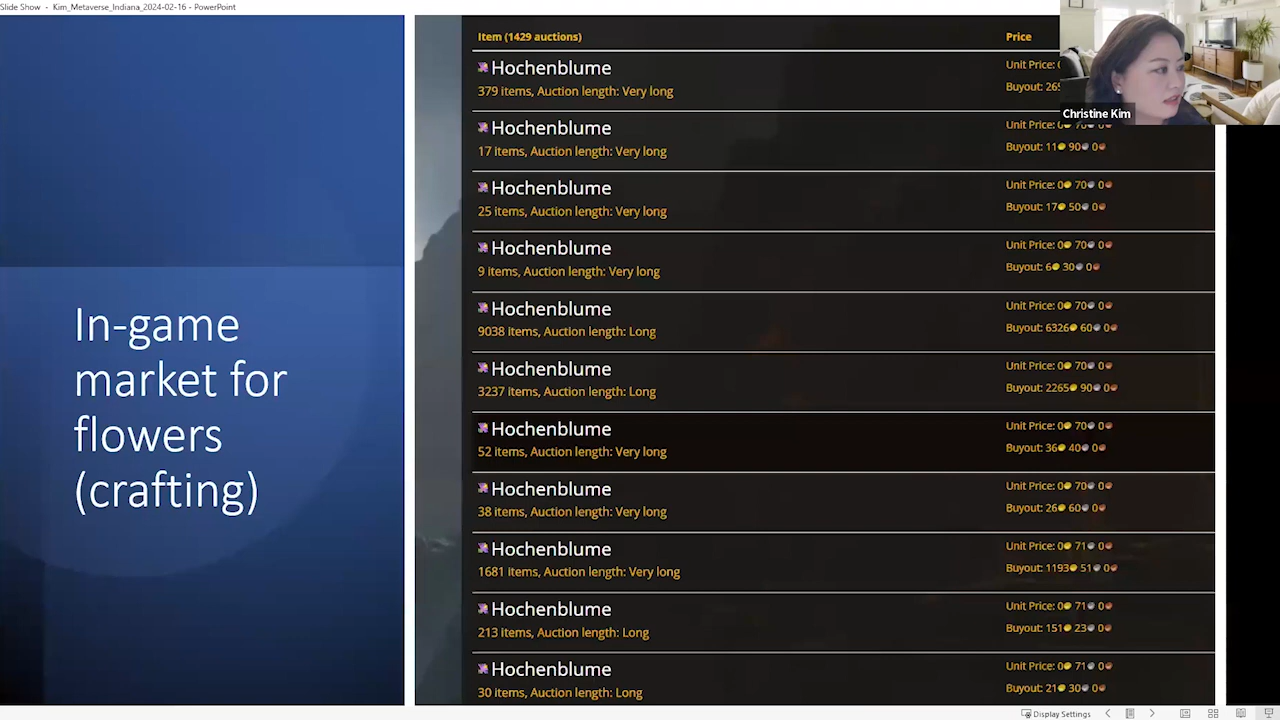 Slide Show - Kim_Metaverse_Indiana_2024-02-16 - PowerPoint
In-game
market for
flowers
(crafting)
Item (1429 auctions) Price
Hochenblume Unit Price:
379 items, Auction length: Very long Buyout: 265
Christine Kim
Hochenblume Unit Price: 0 70 0
17 items, Auction length: Very long Buyout: 11 90 0
Hochenblume Unit Price: 0 70 0
25 items, Auction length: Very long Buyout: 17 50 0
Hochenblume Unit Price: 0 70 0
9 items, Auction length: Very long Buyout: 6 30 0
Hochenblume Unit Price: 0 70 0
9038 items, Auction length: Long Buyout: 6326 60 0
Hochenblume Unit Price: 0 70 0
3237 items, Auction length: Long Buyout: 2265 90 0
Hochenblume Unit Price: 0 70 0
52 items, Auction length: Very long Buyout: 36 40 0
Hochenblume Unit Price: 0 70 0
38 items, Auction length: Very long Buyout: 26 60 0
Hochenblume Unit Price: 0 71 0
1681 items, Auction length: Very long Buyout: 1193 51 0
Hochenblume Unit Price: 0 71 0
213 items, Auction length: Long Buyout: 151 23 0
Hochenblume Unit Price: 0 71 0
30 items, Auction length: Long Buyout: 21 30 0
Display Settings